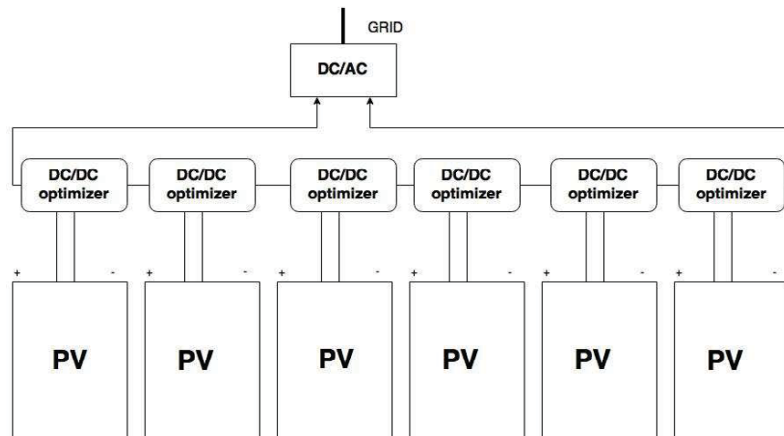 GRID
DC/AC
DC/DC
optimizer
DC/DC
optimizer
DC/DC
optimizer
DC/DC
optimizer
DC/DC
optimizer
DC/DC
optimizer
+ - + - + - + - + - + -
PV PV PV PV PV PV